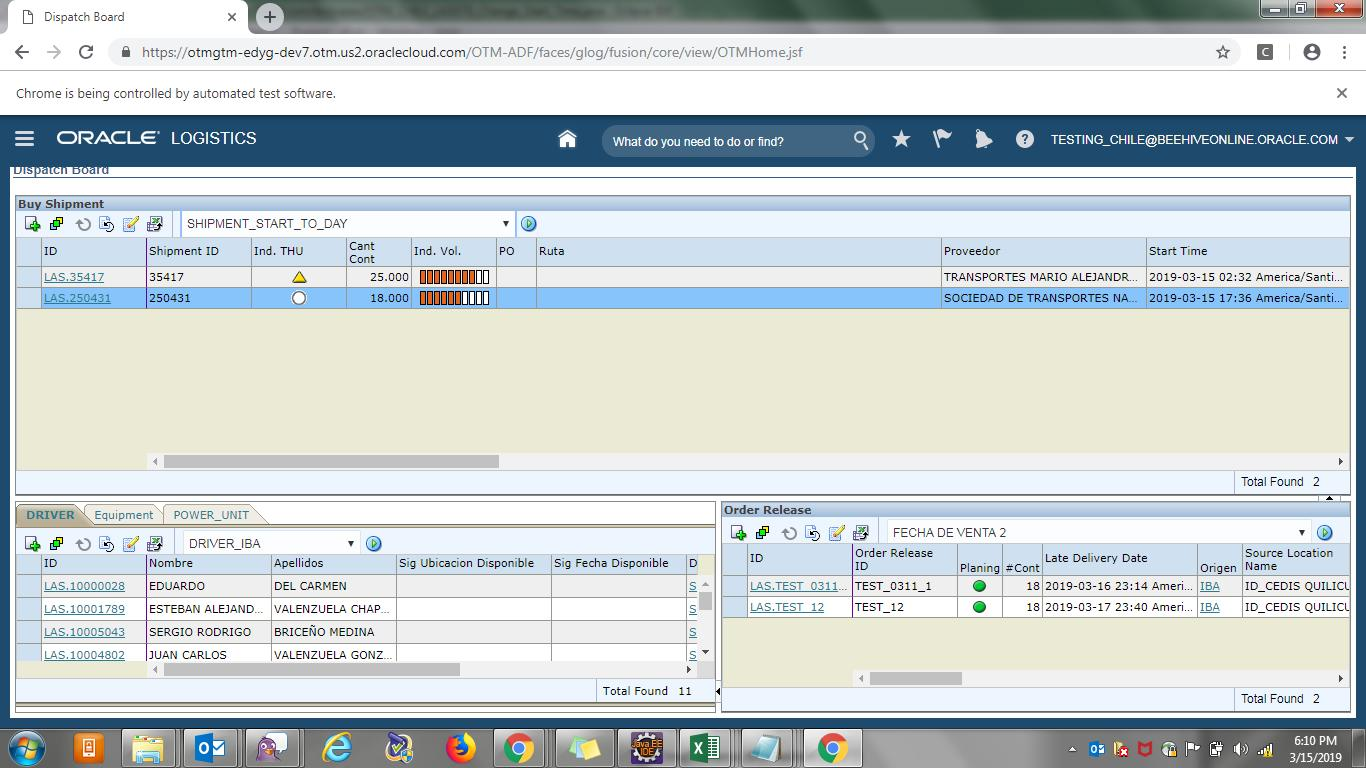 Dispatch Board
https://otmgtm-edyg-dev7.otm.us2.oraclecloud.com/OTM-ADF/faces/glog/fusion/core/view/OTMHome.jsf
Chrome is being controlled by automated test software.
ORACLE LOGISTICS What do you need to do or find? TESTING_CHILE@BEEHIVEONLINE.ORACLE.COM
Dispatch Board
Buy Shipment
SHIPMENT_START_TO_DAY
ID Shipment ID Ind. THU Cant Cont Ind. Vol. PO Ruta Proveedor Start Time
LAS.35417 35417 25.000 TRANSPORTES MARIO ALEJANDR... 2019-03-15 02:32 America/Santi...
LAS.250431 250431 18.000 SOCIEDAD DE TRANSPORTES NA... 2019-03-15 17:36 America/Santi...
Total Found 2
DRIVER Equipment POWER_UNIT
DRIVER_IBA
ID Nombre Apellidos Sig Ubicacion Disponible Sig Fecha Disponible D
LAS.10000028 EDUARDO DEL CARMEN S
LAS.10001789 ESTEBAN ALEJAND... VALENZUELA CHAP... S
LAS.10005043 SERGIO RODRIGO BRICEÑO MEDINA S
LAS.10004802 JUAN CARLOS VALENZUELA GONZ... S
Total Found 11
Order Release
FECHA DE VENTA 2
ID Order Release ID Planing #Cont Late Delivery Date Origen Source Location Name
LAS.TEST_0311... TEST_0311_1 18 2019-03-16 23:14 Ameri... IBA ID_CEDIS QUILICU
LAS.TEST_12 TEST_12 18 2019-03-17 23:40 Ameri... IBA ID_CEDIS QUILICU
Total Found 2
Java EE
IDE
6:10 PM
3/15/2019